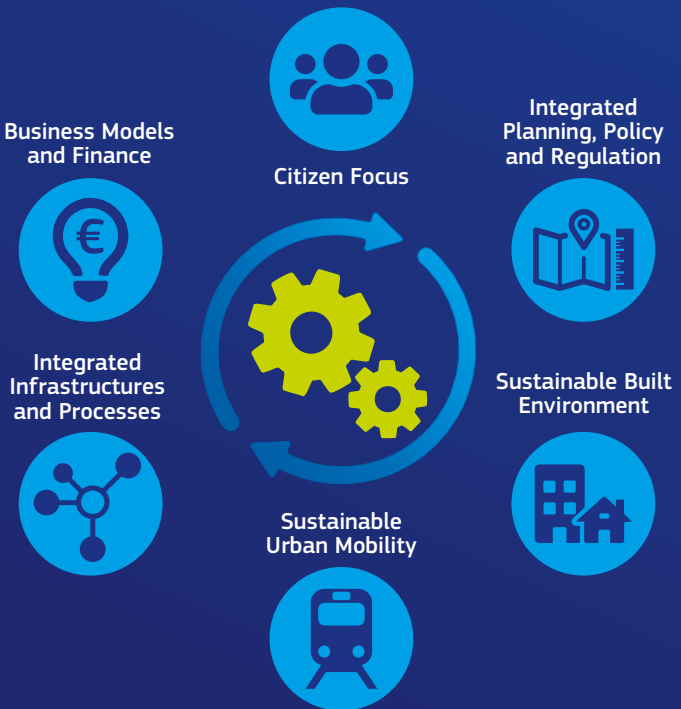 Citizen Focus
Business Models
and Finance
€
Integrated
Planning, Policy
and Regulation
Integrated
Infrastructures
and Processes
Sustainable Built
Environment
Sustainable
Urban Mobility